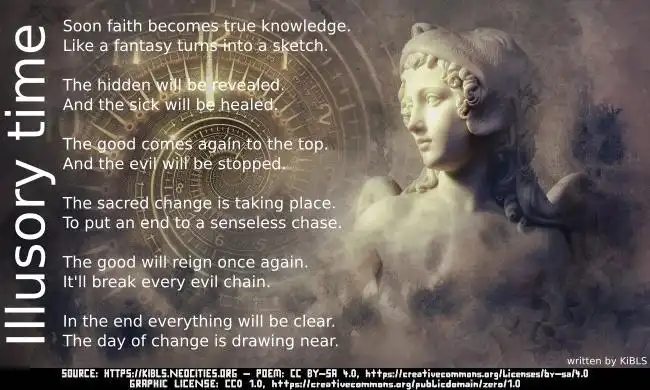 Illusory time
Soon faith becomes true knowledge.
Like a fantasy turns into a sketch.
The hidden will be revealed.
And the sick will be healed.
The good comes again to the top.
And the evil will be stopped.
The sacred change is taking place.
To put an end to a senseless chase.
The good will reign once again.
It'll break every evil chain.
In the end everything will be clear.
The day of change is drawing near.
written by KiBLS
SOURCE: HTTPS://KIBLS.NEOCITIES.ORG – POEM: CC BY-SA 4.0, https://creativecommons.org/licenses/by-sa/4.0
GRAPHIC LICENSE: CC0 1.0, https://creativecommons.org/publicdomain/zero/1.0